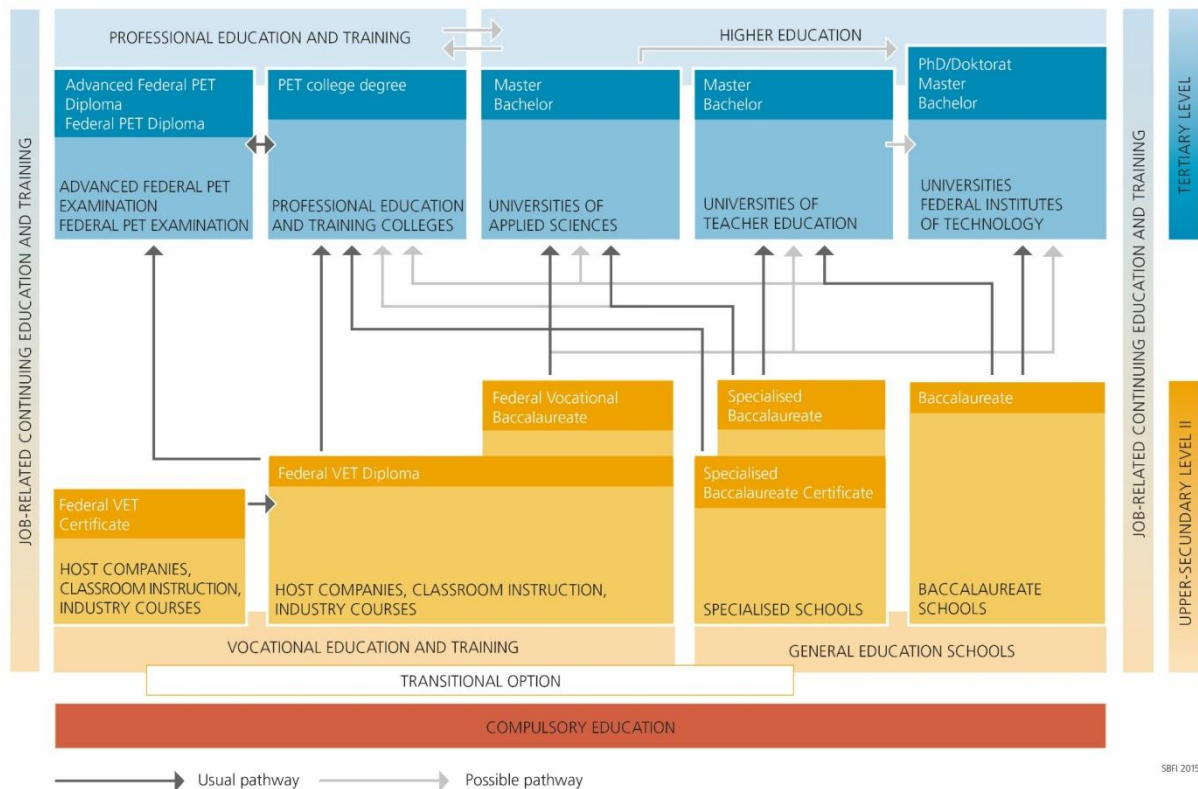 PROFESSIONAL EDUCATION AND TRAINING
HIGHER EDUCATION
Advanced Federal PET
Diploma
Federal PET Diploma
ADVANCED FEDERAL PET
EXAMINATION
FEDERAL PET EXAMINATION
PET college degree
PROFESSIONAL EDUCATION
AND TRAINING COLLEGES
Master
Bachelor
UNIVERSITIES OF
APPLIED SCIENCES
Master
Bachelor
UNIVERSITIES OF
TEACHER EDUCATION
PhD/Doktorat
Master
Bachelor
UNIVERSITIES
FEDERAL INSTITUTES
OF TECHNOLOGY
JOB-RELATED CONTINUING EDUCATION AND TRAINING
JOB-RELATED CONTINUING EDUCATION AND TRAINING
TERTIARY LEVEL
UPPER-SECUNDARY LEVEL II
Federal VET
Certificate
HOST COMPANIES,
CLASSROOM INSTRUCTION,
INDUSTRY COURSES
Federal Vocational
Baccalaureate
Federal VET Diploma
HOST COMPANIES, CLASSROOM INSTRUCTION,
INDUSTRY COURSES
Specialised
Baccalaureate
Specialised
Baccalaureate Certificate
SPECIALISED SCHOOLS
Baccalaureate
BACCALAUREATE
SCHOOLS
VOCATIONAL EDUCATION AND TRAINING
GENERAL EDUCATION SCHOOLS
TRANSITIONAL OPTION
COMPULSORY EDUCATION
Usual pathway
Possible pathway
SBFI 2015